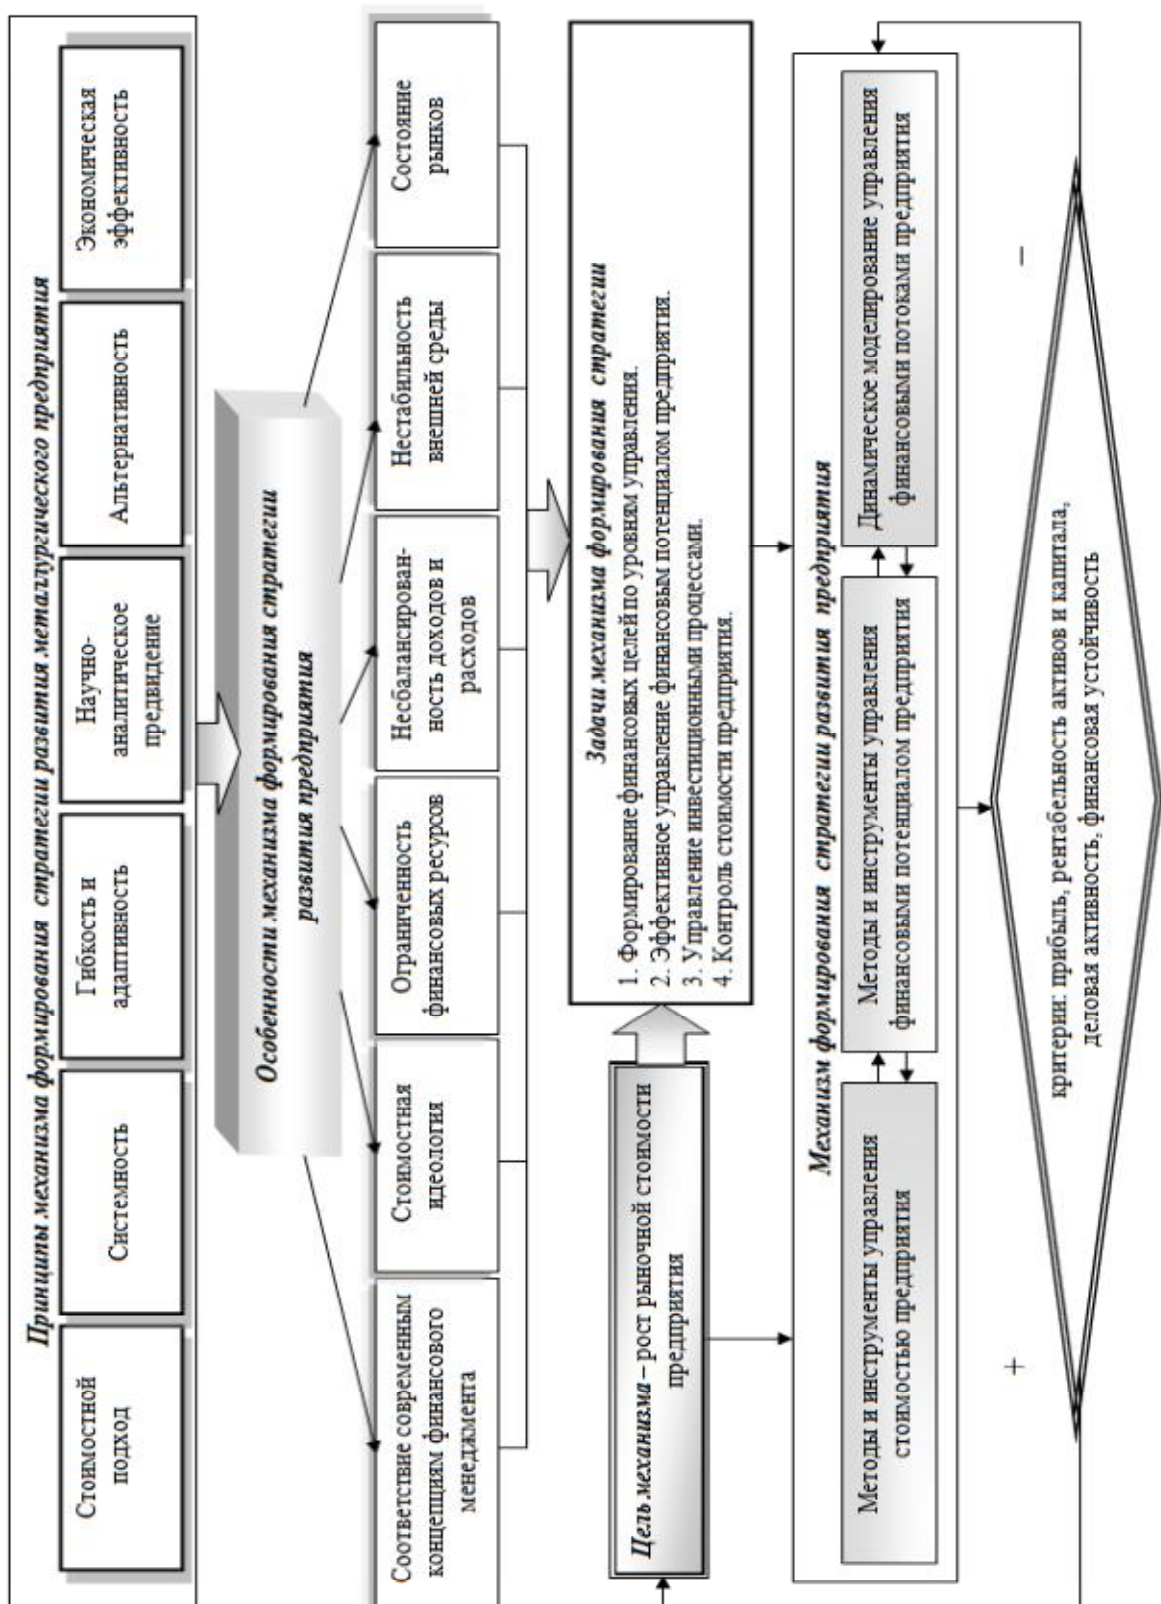 Принципы механизма формирования стратегии развития металлургического предприятия
Стоимостной
подход
Системность
Гибкость и
адаптивность
Научно-
аналитическое
предвидение
Альтернативность
Экономическая
эффективность
Особенности механизма формирования стратегии
развития предприятия
Соответствие современным
концепциям финансового
менеджмента
Стоимостная
идеология
Ограниченность
финансовых ресурсов
Несбалансирован-
ность доходов и
расходов
Нестабильность
внешней среды
Состояние
рынков
Цель механизма – рост рыночной стоимости
предприятия
Задачи механизма формирования стратегии
1. Формирование финансовых целей по уровням управления.
2. Эффективное управление финансовым потенциалом предприятия.
3. Управление инвестиционными процессами.
4. Контроль стоимости предприятия.
Механизм формирования стратегии развития предприятия
Методы и инструменты управления
стоимостью предприятия
Методы и инструменты управления
финансовым потенциалом предприятия
Динамическое моделирование управления
финансовыми потоками предприятия
+
–
критерии: прибыль, рентабельность активов и капитала,
деловая активность, финансовая устойчивость